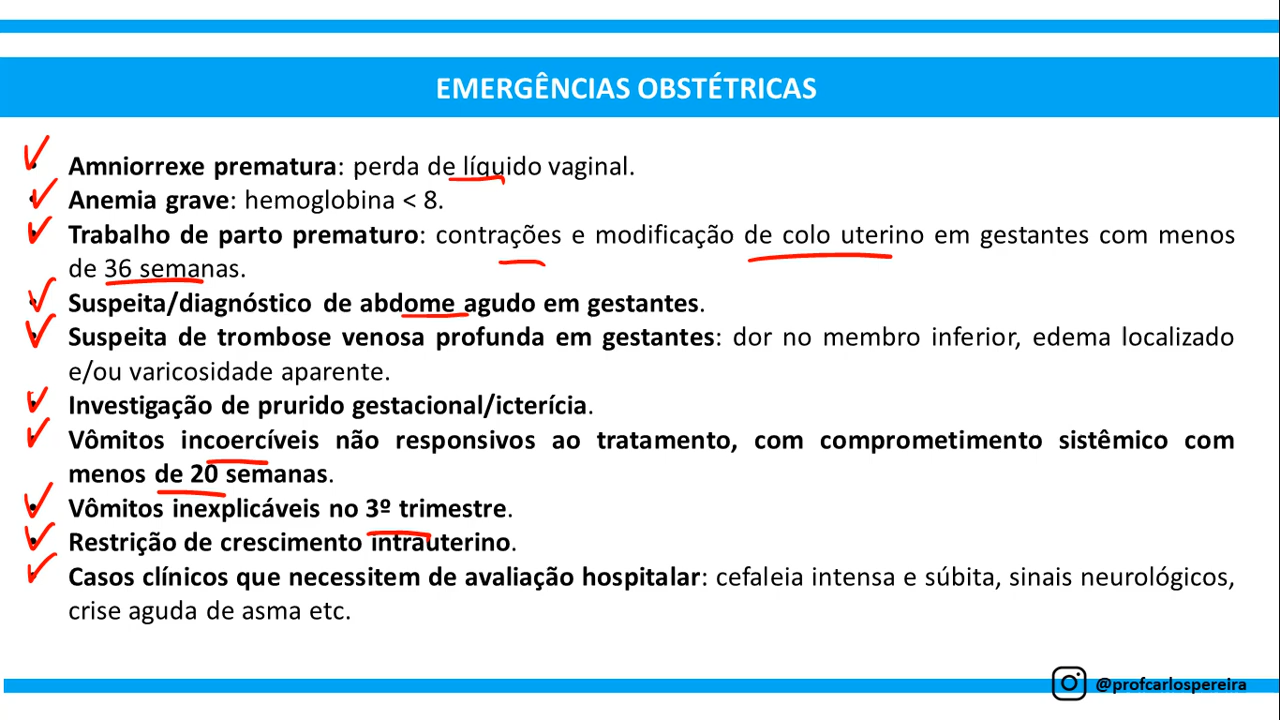 EMERGÊNCIAS OBSTÉTRICAS
• Amniorrexe prematura: perda de líquido vaginal.
• Anemia grave: hemoglobina < 8.
• Trabalho de parto prematuro: contrações e modificação de colo uterino em gestantes com menos
de 36 semanas.
• Suspeita/diagnóstico de abdome agudo em gestantes.
• Suspeita de trombose venosa profunda em gestantes: dor no membro inferior, edema localizado
e/ou varicosidade aparente.
• Investigação de prurido gestacional/icterícia.
• Vômitos incoercíveis não responsivos ao tratamento, com comprometimento sistêmico com
menos de 20 semanas.
• Vômitos inexplicáveis no 3º trimestre.
• Restrição de crescimento intrauterino.
• Casos clínicos que necessitem de avaliação hospitalar: cefaleia intensa e súbita, sinais neurológicos,
crise aguda de asma etc.
@profcarlospereira